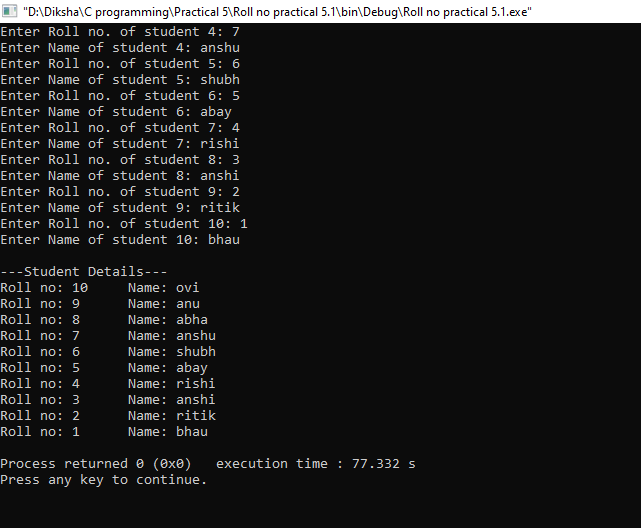 "D:\Diksha\C programming\Practical 5\Roll no practical 5.1\bin\Debug\Roll no practical 5.1.exe"
Enter Roll no. of student 4: 7
Enter Name of student 4: anshu
Enter Roll no. of student 5: 6
Enter Name of student 5: shubh
Enter Roll no. of student 6: 5
Enter Name of student 6: abay
Enter Roll no. of student 7: 4
Enter Name of student 7: rishi
Enter Roll no. of student 8: 3
Enter Name of student 8: anshi
Enter Roll no. of student 9: 2
Enter Name of student 9: ritik
Enter Roll no. of student 10: 1
Enter Name of student 10: bhau

---Student Details---
Roll no: 10     Name: ovi
Roll no: 9      Name: anu
Roll no: 8      Name: abha
Roll no: 7      Name: anshu
Roll no: 6      Name: shubh
Roll no: 5      Name: abay
Roll no: 4      Name: rishi
Roll no: 3      Name: anshi
Roll no: 2      Name: ritik
Roll no: 1      Name: bhau

Process returned 0 (0x0)   execution time : 77.332 s
Press any key to continue.